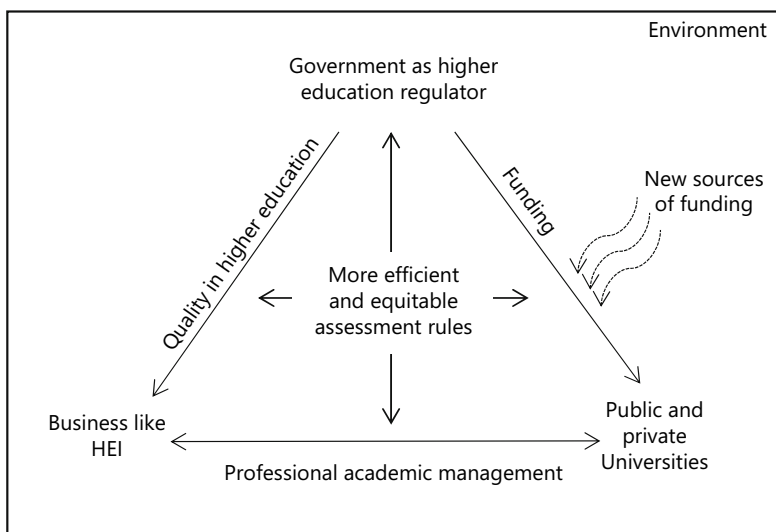 Environment
Government as higher
education regulator
Quality in higher education
Funding
New sources
of funding
More efficient
and equitable
assessment rules
Business like
HEI
Public and
private
Universities
Professional academic management